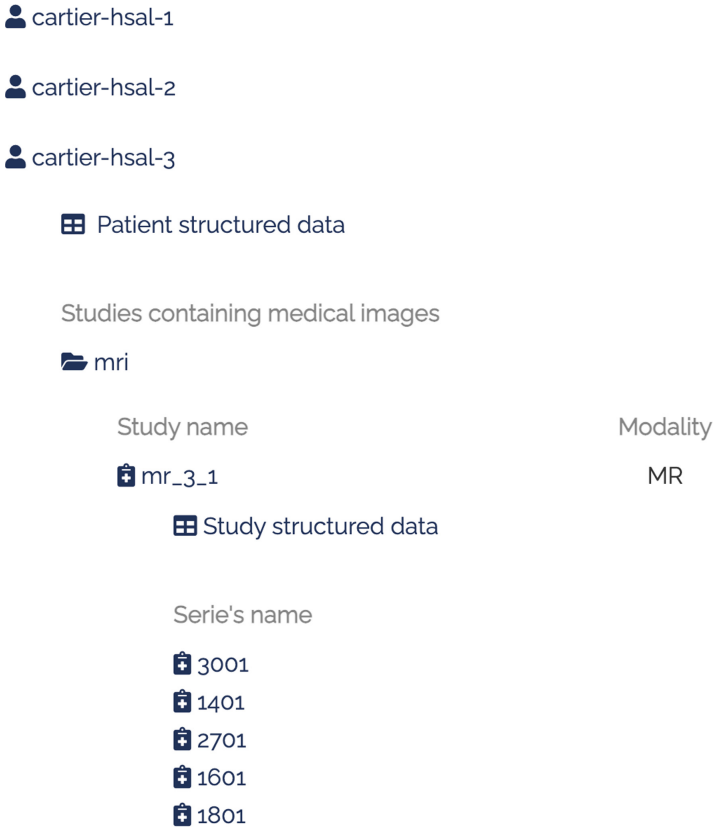 cartier-hsal-1
cartier-hsal-2
cartier-hsal-3
Patient structured data
Studies containing medical images
mri
Study name Modality
mr_3_1 MR
Study structured data
Serie's name
3001
1401
2701
1601
1801